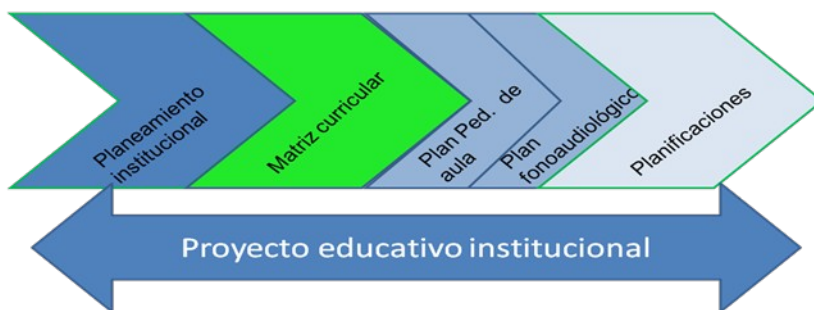 Planeamiento
institucional
Matriz curricular
Plan Ped. de
aula
Plan
fonoaudiológico
Planificaciones
Proyecto educativo institucional